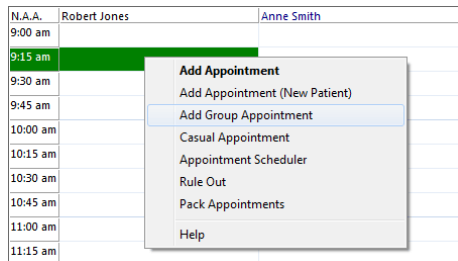 N.A.A. Robert Jones Anne Smith
9:00 am
9:15 am
Add Appointment
9:30 am
Add Appointment (New Patient)
9:45 am
Add Group Appointment
10:00 am
Casual Appointment
10:15 am
Appointment Scheduler
10:30 am
Rule Out
10:45 am
Pack Appointments
11:00 am
Help
11:15 am